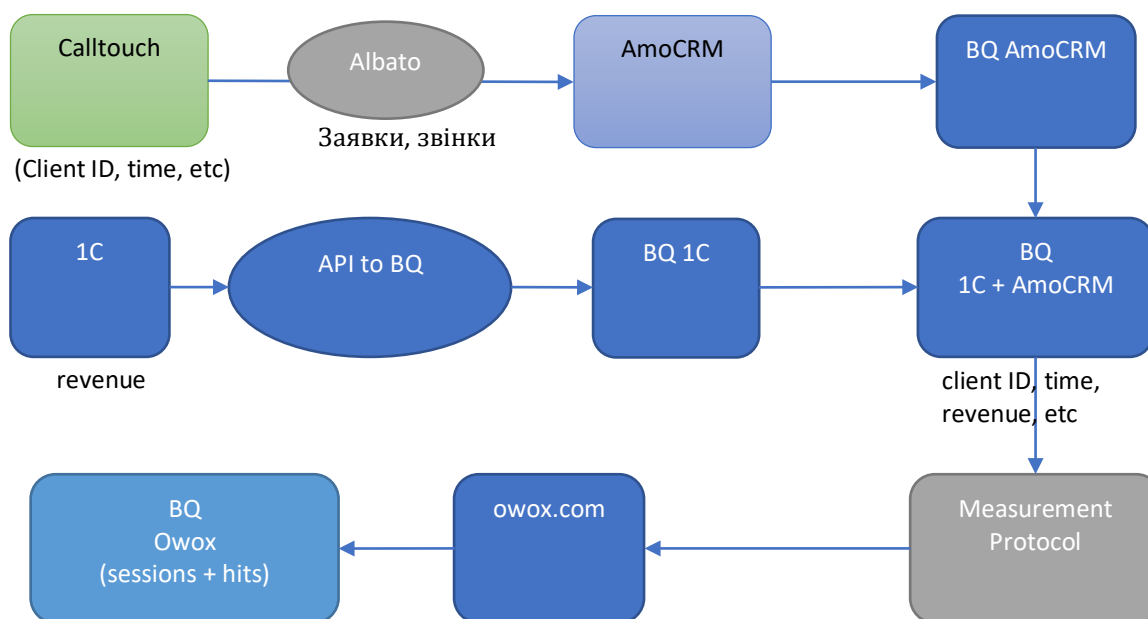 Calltouch
Albato
AmoCRM
BQ AmoCRM
Заявки, звінки
(Client ID, time, etc)
1C
API to BQ
BQ 1C
BQ
1C + AmoCRM
revenue
client ID, time,
revenue, etc
BQ
Owox
(sessions + hits)
owox.com
Measurement
Protocol